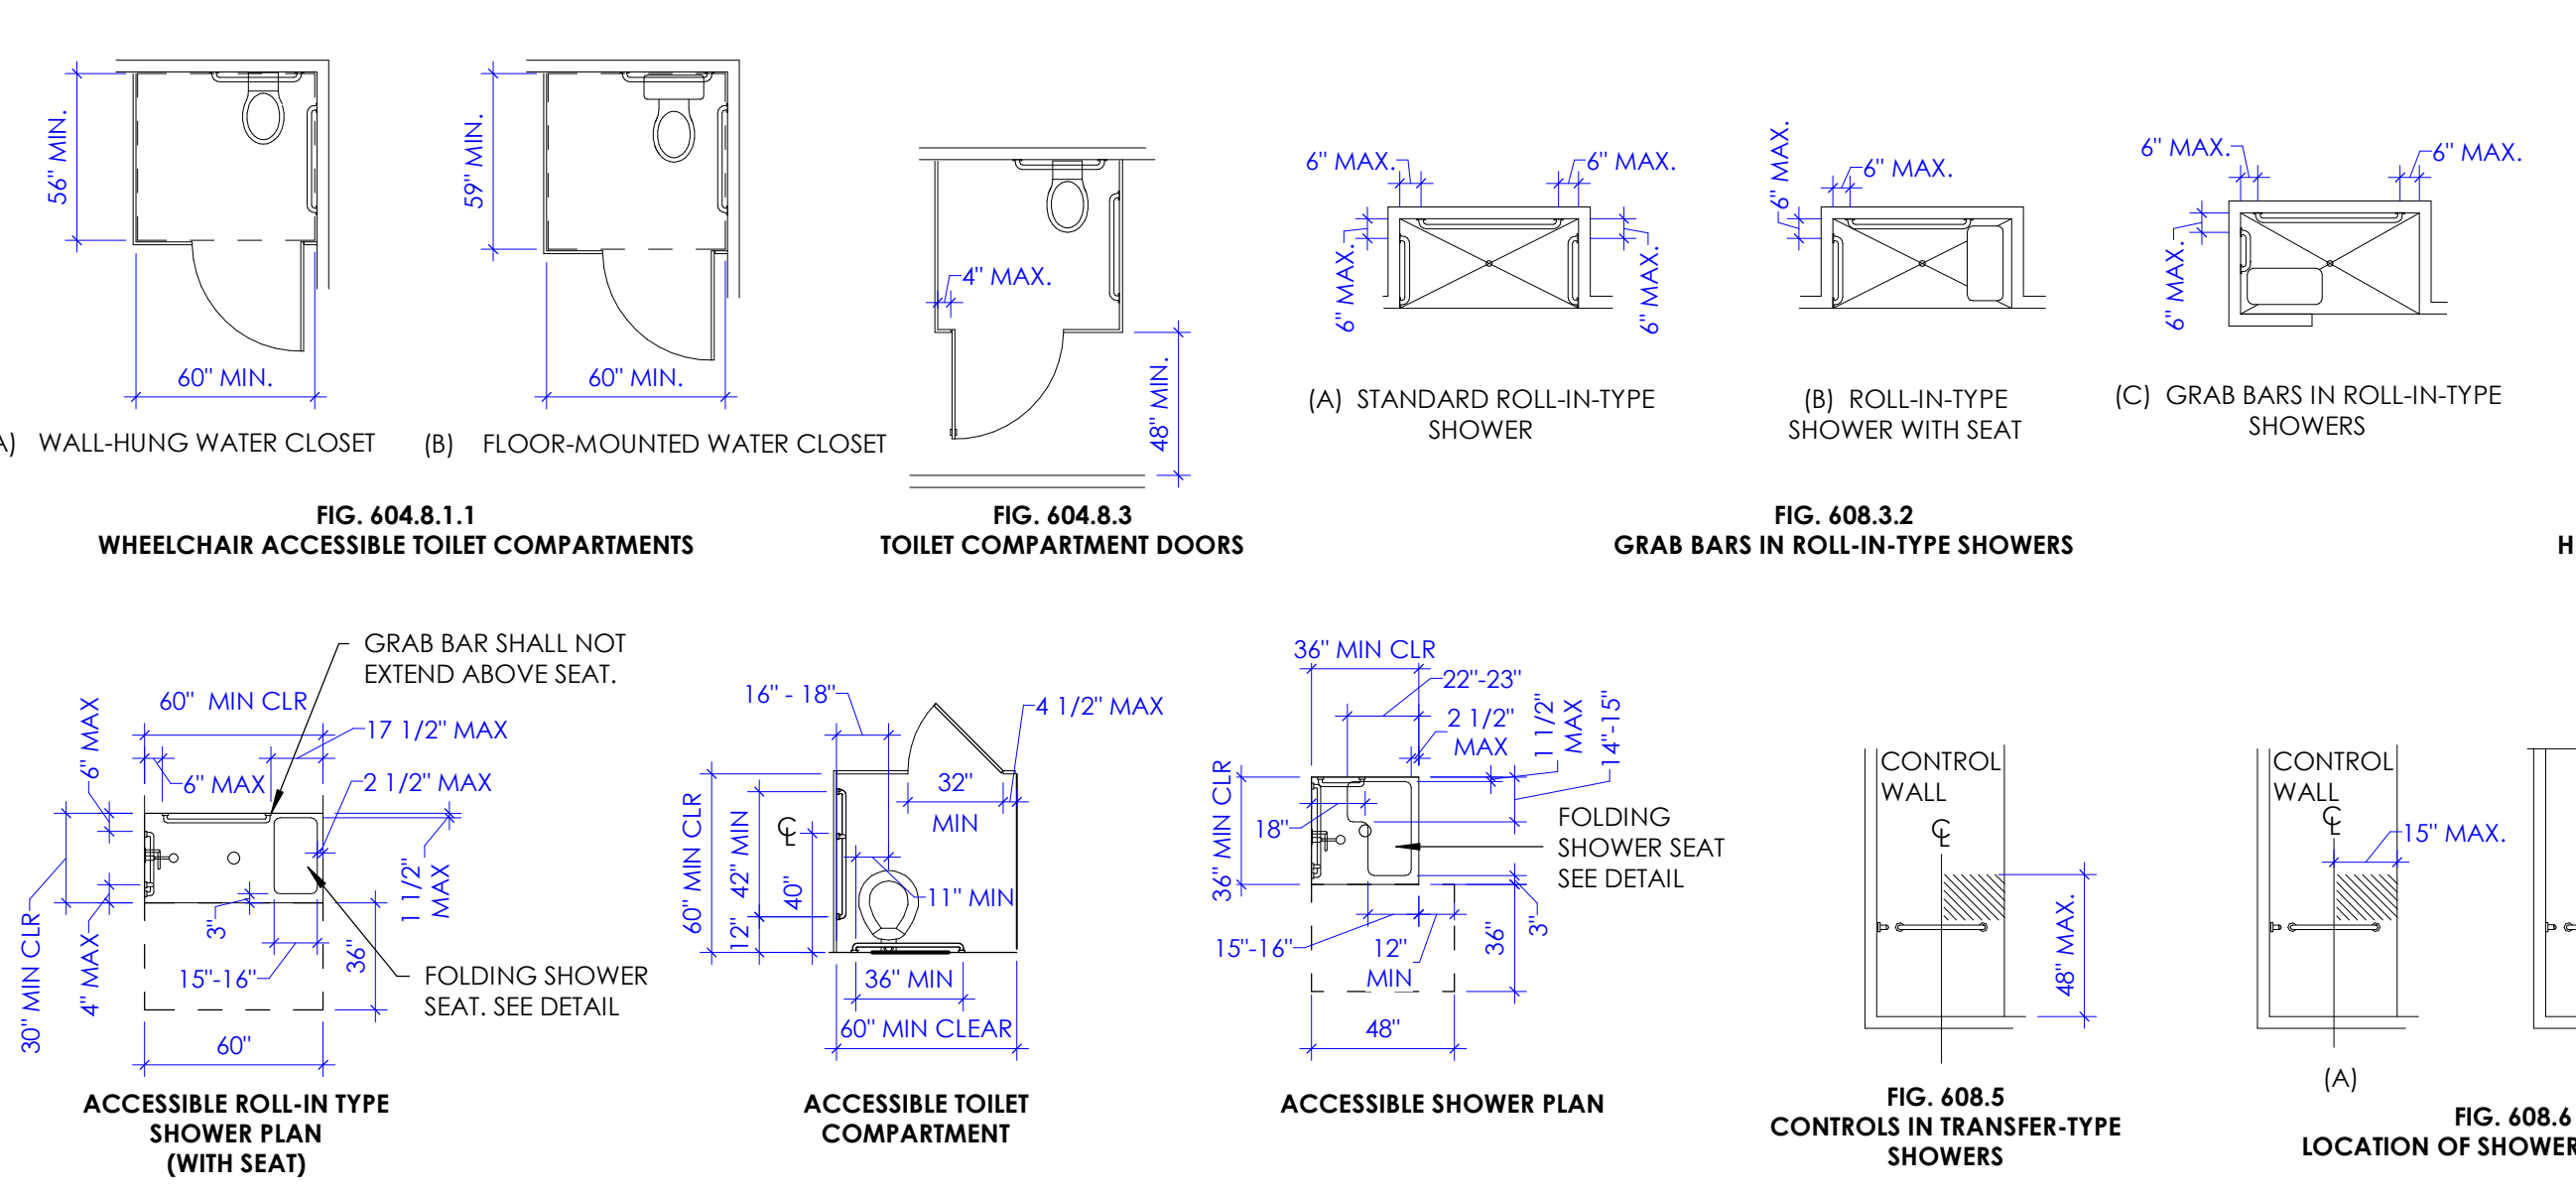 56" MIN.
60" MIN.
A) WALL-HUNG WATER CLOSET
59" MIN.
60" MIN.
(B) FLOOR-MOUNTED WATER CLOSET
FIG. 604.8.1.1
WHEELCHAIR ACCESSIBLE TOILET COMPARTMENTS
4" MAX.
48" MIN.
FIG. 604.8.3
TOILET COMPARTMENT DOORS
6" MAX.
6" MAX.
6" MAX.
6" MAX.
(A) STANDARD ROLL-IN-TYPE
SHOWER
6" MAX.
6" MAX.
(B) ROLL-IN-TYPE
SHOWER WITH SEAT
6" MAX.
6" MAX.
6" MAX.
(C) GRAB BARS IN ROLL-IN-TYPE
SHOWERS
FIG. 608.3.2
GRAB BARS IN ROLL-IN-TYPE SHOWERS
H
GRAB BAR SHALL NOT
EXTEND ABOVE SEAT.
60" MIN CLR
17 1/2" MAX
6" MAX
6" MAX
2 1/2" MAX
30" MIN CLR
4" MAX
3"
15"-16"
1 1/2"
MAX
36"
FOLDING SHOWER
SEAT. SEE DETAIL
60"
ACCESSIBLE ROLL-IN TYPE
SHOWER PLAN
(WITH SEAT)
16" - 18"
4 1/2" MAX
32"
MIN
60" MIN CLR
42" MIN
12"
CL
40"
11" MIN
36" MIN
60" MIN CLEAR
ACCESSIBLE TOILET
COMPARTMENT
36" MIN CLR
22"-23"
2 1/2"
MAX
1 1/2"
MAX
14"-15"
36" MIN CLR
18"
FOLDING
SHOWER SEAT
SEE DETAIL
15"-16"
12"
MIN
36"
3"
48"
ACCESSIBLE SHOWER PLAN
CONTROL
WALL
CL
48" MAX.
FIG. 608.5
CONTROLS IN TRANSFER-TYPE
SHOWERS
CONTROL
WALL
CL
15" MAX.
(A)
FIG. 608.6
LOCATION OF SHOWER